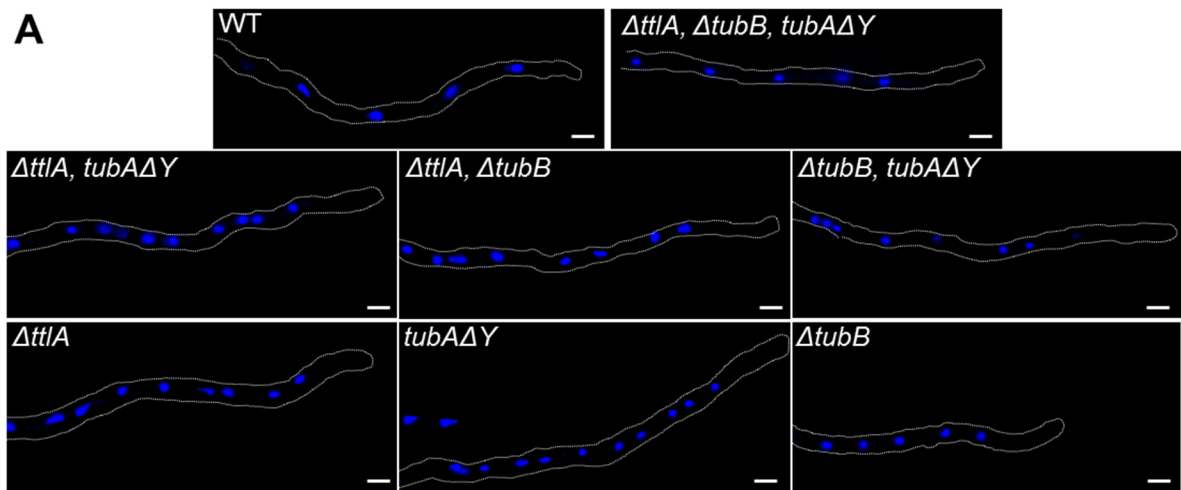 A
WT
ΔttlA, ΔtubB, tubAΔY
ΔttlA, tubAΔY
ΔttlA, ΔtubB
ΔtubB, tubAΔY
ΔttlA
tubAΔY
ΔtubB